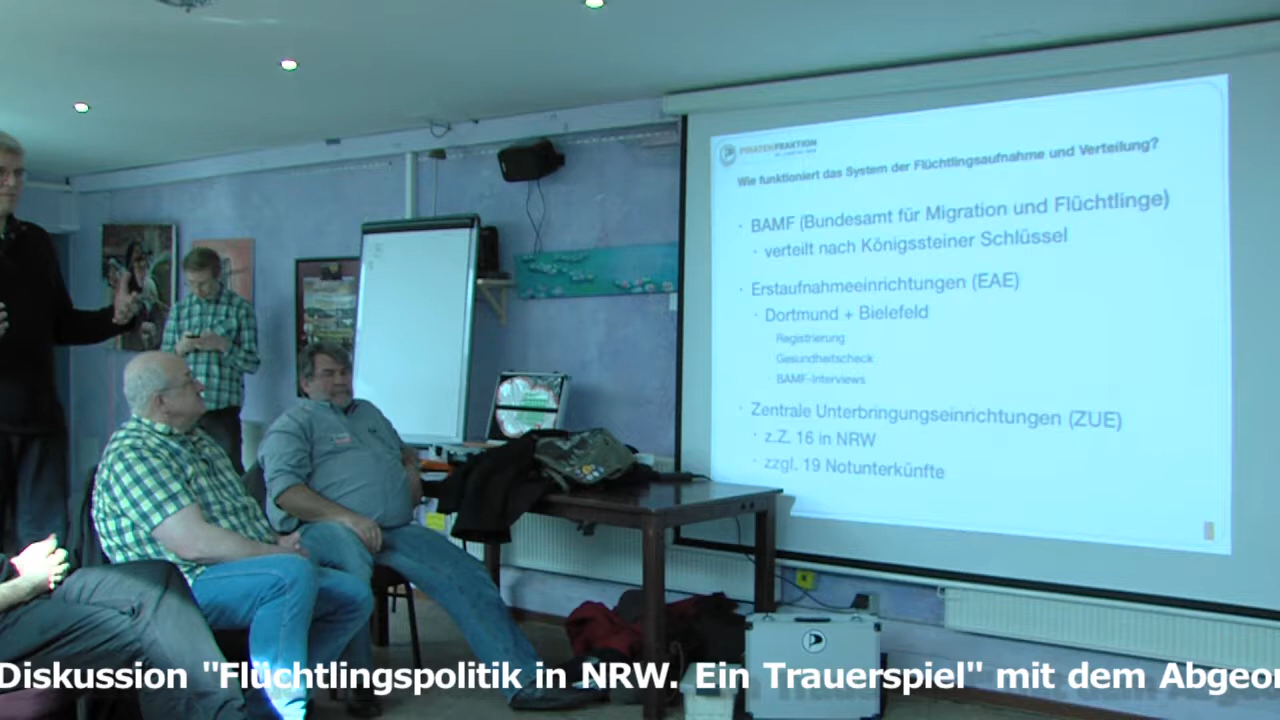 PIRATENFRAKTION
Wie funktioniert das System der Flüchtlingsaufnahme und Verteilung?
· BAMF (Bundesamt für Migration und Flüchtlinge)
· verteilt nach Königssteiner Schlüssel
· Erstaufnahmeeinrichtungen (EAE)
· Dortmund + Bielefeld
Registrierung
· Gesundheitscheck
· BAMF-Interviews
· Zentrale Unterbringungseinrichtungen (ZUE)
· z.Z. 16 in NRW
· zzgl. 19 Notunterkünfte
Diskussion "Flüchtlingspolitik in NRW. Ein Trauerspiel" mit dem Abgeor